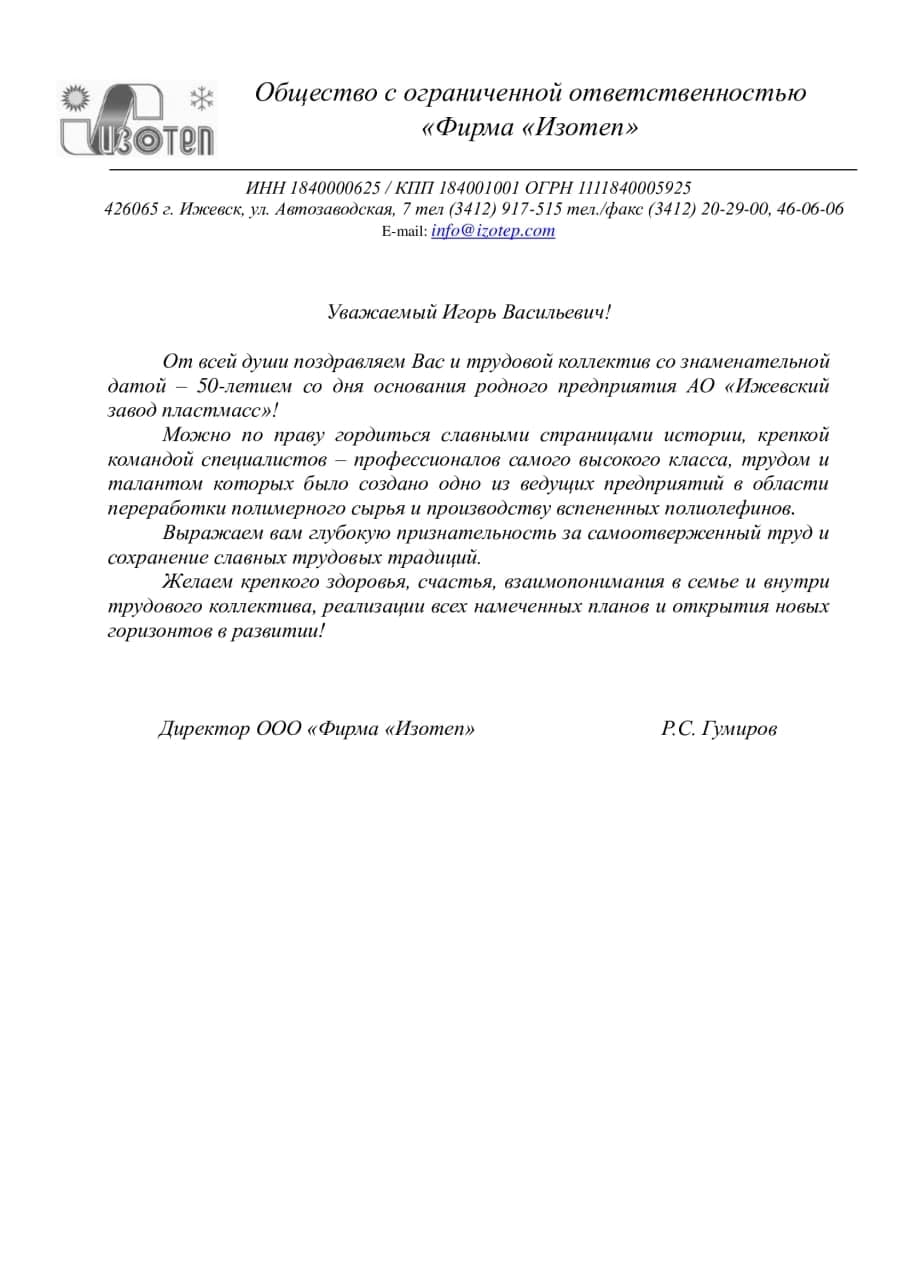 изотеп
Общество с ограниченной ответственностью
«Фирма «Изотеп»
ИНН 1840000625 / КПП 184001001 ОГРН 1111840005925
426065 г. Ижевск, ул. Автозаводская, 7 тел (3412) 917-515 тел./факс (3412) 20-29-00, 46-06-06
E-mail: info@izotep.com
Уважаемый Игорь Васильевич!
От всей души поздравляем Вас и трудовой коллектив со знаменательной
датой – 50-летием со дня основания родного предприятия АО «Ижевский
завод пластмасс»!
Можно по праву гордиться славными страницами истории, крепкой
командой специалистов – профессионалов самого высокого класса, трудом и
талантом которых было создано одно из ведущих предприятий в области
переработки полимерного сырья и производству вспененных полиолефинов.
Выражаем вам глубокую признательность за самоотверженный труд и
сохранение славных трудовых традиций.
Желаем крепкого здоровья, счастья, взаимопонимания в семье и внутри
трудового коллектива, реализации всех намеченных планов и открытия новых
горизонтов в развитии!
Директор ООО «Фирма «Изотеп» Р.С. Гумиров